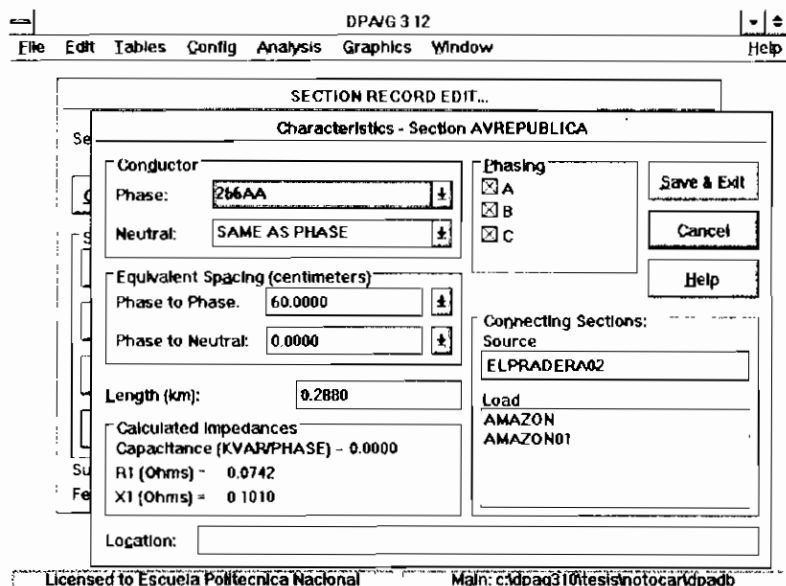 DPA/G 3 12
File Edit Tables Config Analysis Graphics Window Help
SECTION RECORD EDIT...
Se
Characteristics - Section AVREPUBLICA
Conductor
Phase: 266AA
Neutral: SAME AS PHASE
Phasing
A
B
C
Save & Exit
Cancel
Help
Equivalent Spacing (centimeters)
Phase to Phase. 60.0000
Phase to Neutral: 0.0000
Length (km): 0.2880
Connecting Sections:
Source
ELPRADERA02
Load
AMAZON
AMAZON01
Calculated Impedances
Capacitance (KVAR/PHASE) - 0.0000
R1 (Ohms) - 0.0742
X1 (Ohms) = 0 1010
Su
Fe
Location:
Licensed to Escuela Politecnica Nacional Main: c:\dpag310\tesis\notocar\dpadb